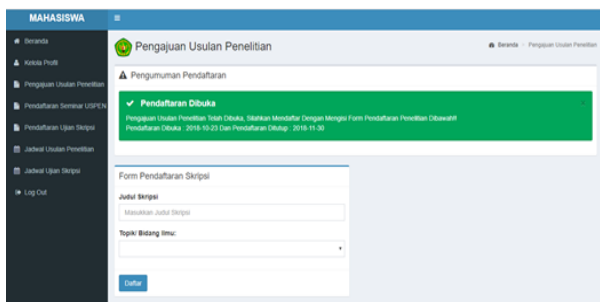 MAHASISWA
Beranda
Kelola Profil
Pengajuan Usulan Penelitian
Pendaftaran Seminar USPEN
Pendaftaran Ujian Skripsi
Jadwal Usulan Penelitian
Jadwal Ujian Skripsi
Log Out
Pengajuan Usulan Penelitian
Beranda > Pengajuan Usulan Penelitian
Pengumuman Pendaftaran
Pendaftaran Dibuka
Pengajuan Usulan Penelitian Telah Dibuka, Silahkan Mendaftar Dengan Mengisi Form Pendaftaran Penelitian Dibawah!!
Pendaftaran Dibuka : 2018-10-23 Dan Pendaftaran Ditutup : 2018-11-30
Form Pendaftaran Skripsi
Judul Skripsi
Masukkan Judul Skripsi
Topik/ Bidang Ilmu:
Daftar